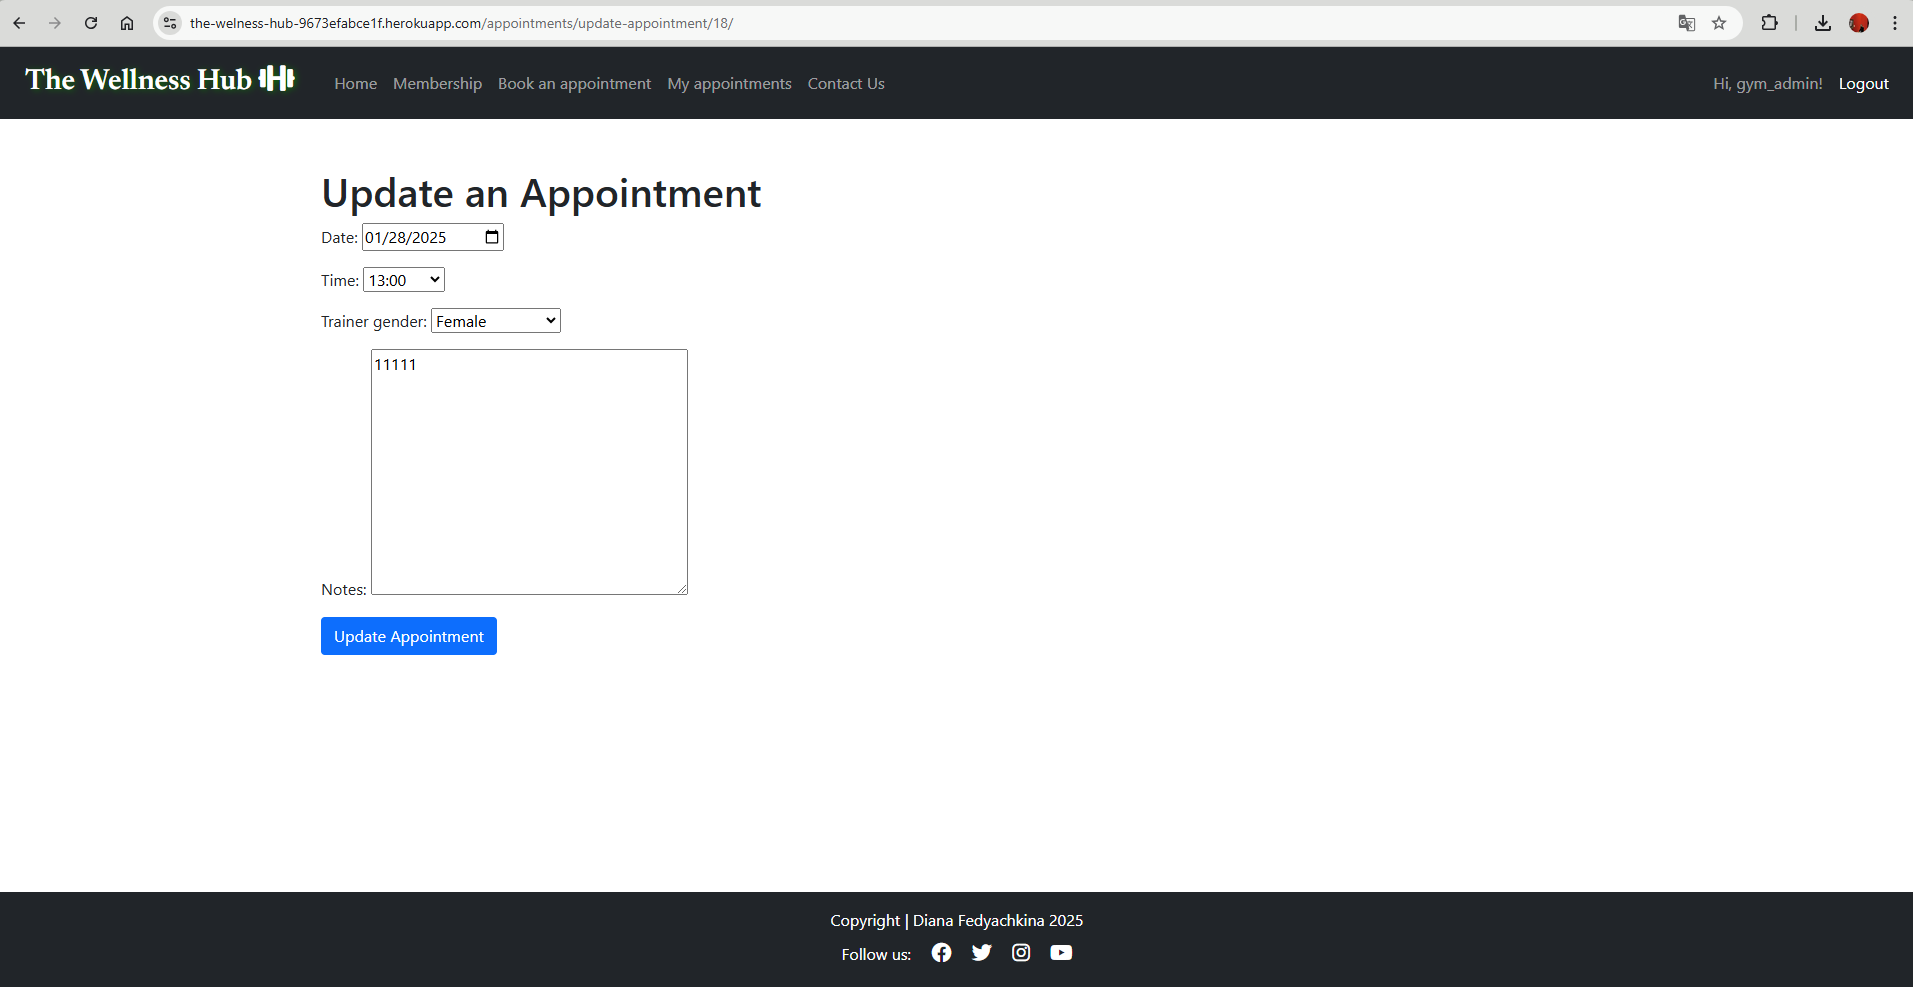 the-welness-hub-9673efabce1f.herokuapp.com/appointments/update-appointment/18/
The Wellness Hub
Home Membership Book an appointment My appointments Contact Us Hi, gym_admin! Logout
Update an Appointment
Date: 01/28/2025
Time: 13:00
Trainer gender: Female
11111
Notes:
Update Appointment
Copyright | Diana Fedyachkina 2025
Follow us: